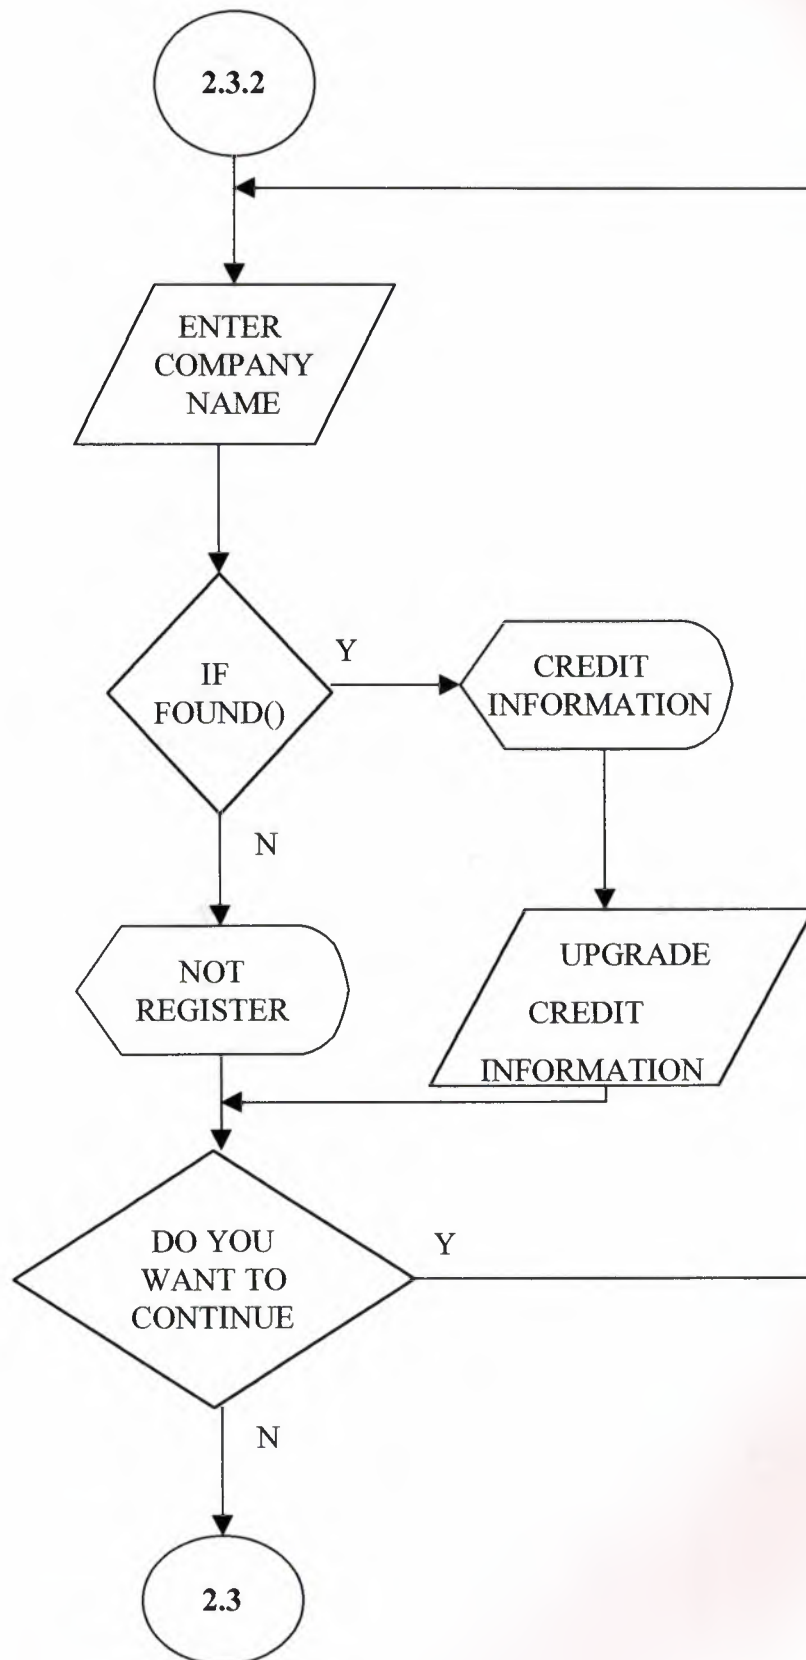 2.3.2
ENTER
COMPANY
NAME
IF
FOUND()
Y
CREDIT
INFORMATION
N
NOT
REGISTER
UPGRADE
CREDIT
INFORMATION
DO YOU
WANT TO
CONTINUE
Y
N
2.3